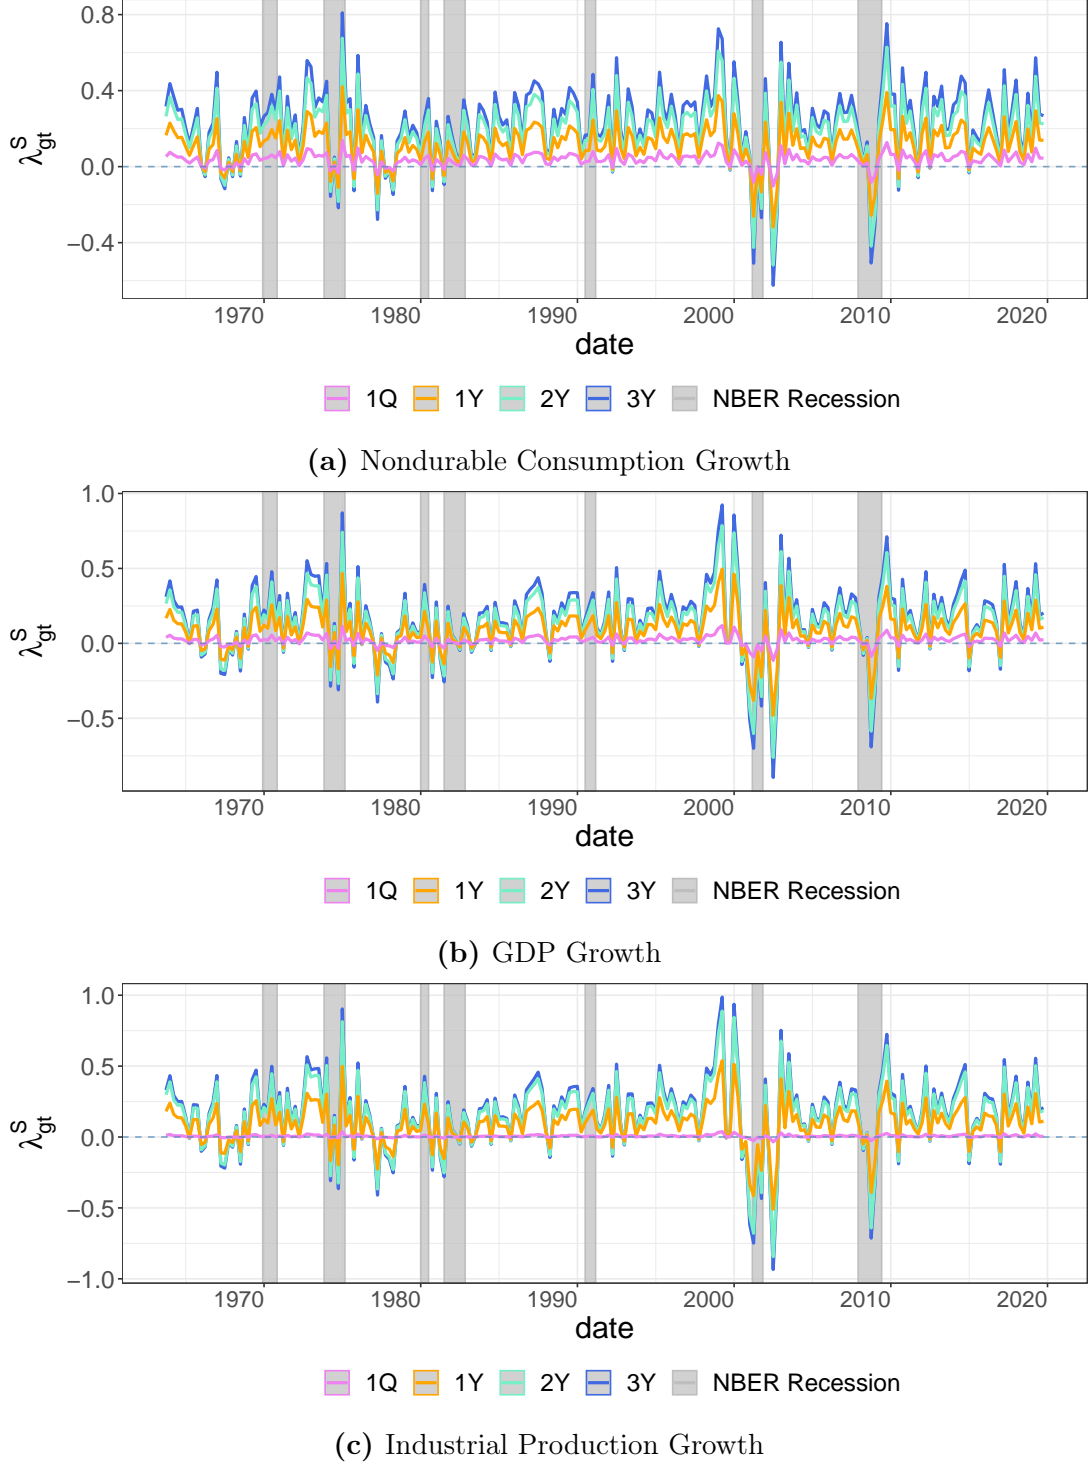 0.8
0.4
0.0
−0.4
λ_gt^S
1970 1980 1990 2000 2010 2020
date
1Q 1Y 2Y 3Y NBER Recession
(a) Nondurable Consumption Growth
1.0
0.5
0.0
−0.5
λ_gt^S
1970 1980 1990 2000 2010 2020
date
1Q 1Y 2Y 3Y NBER Recession
(b) GDP Growth
1.0
0.5
0.0
−0.5
−1.0
λ_gt^S
1970 1980 1990 2000 2010 2020
date
1Q 1Y 2Y 3Y NBER Recession
(c) Industrial Production Growth